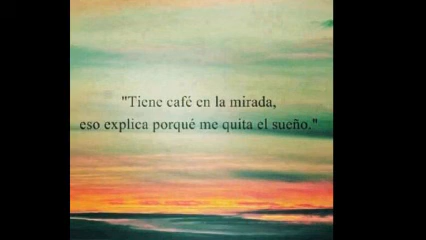 "Tiene café en la mirada,
eso explica porqué me quita el sueño."